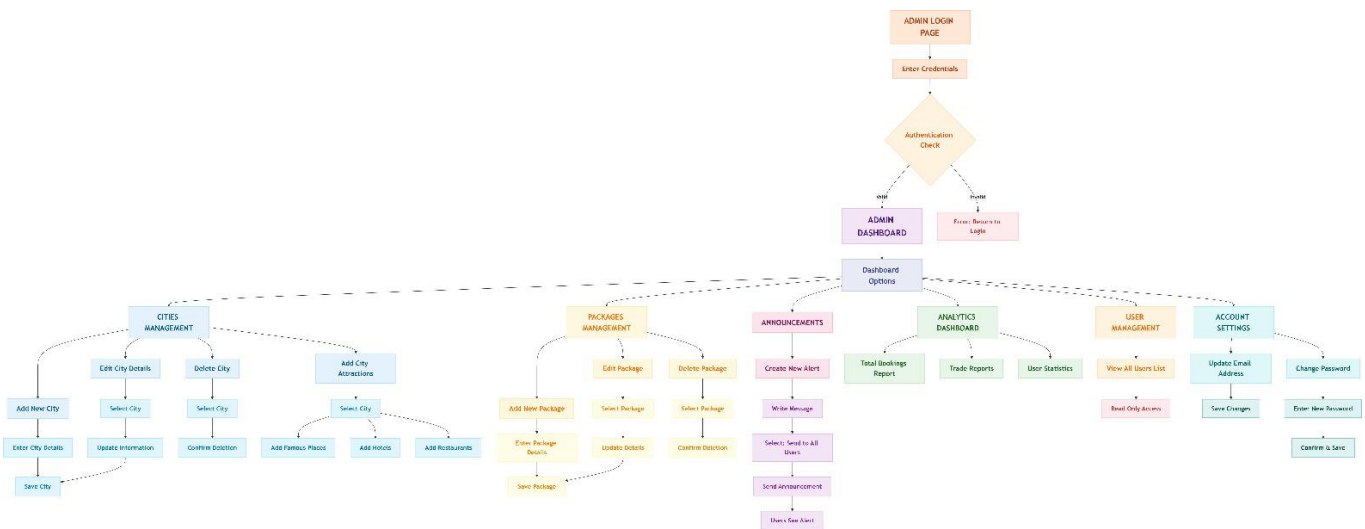 ADMIN LOGIN
PAGE
Enter Credentials
Authentication
Check
Valid
Invalid
ADMIN
DASHBOARD
Error: Return to
Login
Dashboard
Options
CITIES
MANAGEMENT
PACKAGES
MANAGEMENT
ANNOUNCEMENTS
ANALYTICS
DASHBOARD
USER
MANAGEMENT
ACCOUNT
SETTINGS
Edit City Details
Delete City
Add City
Attractions
Edit Package
Delete Package
Create New Alert
Total Bookings
Report
Trade Reports
User Statistics
View All Users List
Update Email
Address
Change Password
Add New City
Select City
Select City
Select City
Add New Package
Select Package
Select Package
Write Message
Read Only Access
Save Changes
Enter New Password
Enter City Details
Update Information
Confirm Deletion
Add Famous Places
Add Hotels
Add Restaurants
Enter Package
Details
Update Details
Confirm Deletion
Select: Send to All
Users
Confirm & Save
Save City
Save Package
Send Announcement
Users See Alert